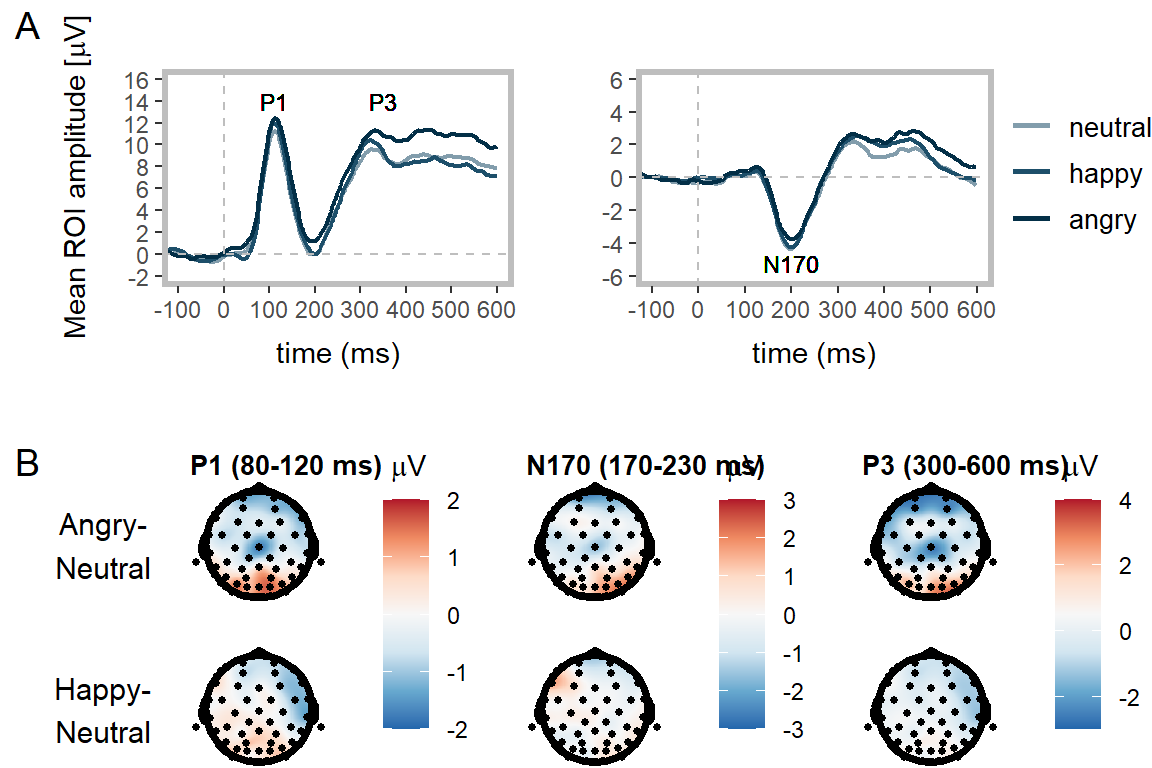 A
Mean ROI amplitude [µV]
16
14
12
10
8
6
4
2
0
-2
P1
P3
-100 0 100 200 300 400 500 600
time (ms)
6
4
2
0
-2
-4
-6
N170
-100 0 100 200 300 400 500 600
time (ms)
neutral
happy
angry
B
P1 (80-120 ms) µV
N170 (170-230 ms) µV
P3 (300-600 ms) µV
Angry-
Neutral
Happy-
Neutral
2
1
0
-1
-2
3
2
1
0
-1
-2
-3
4
2
0
-2